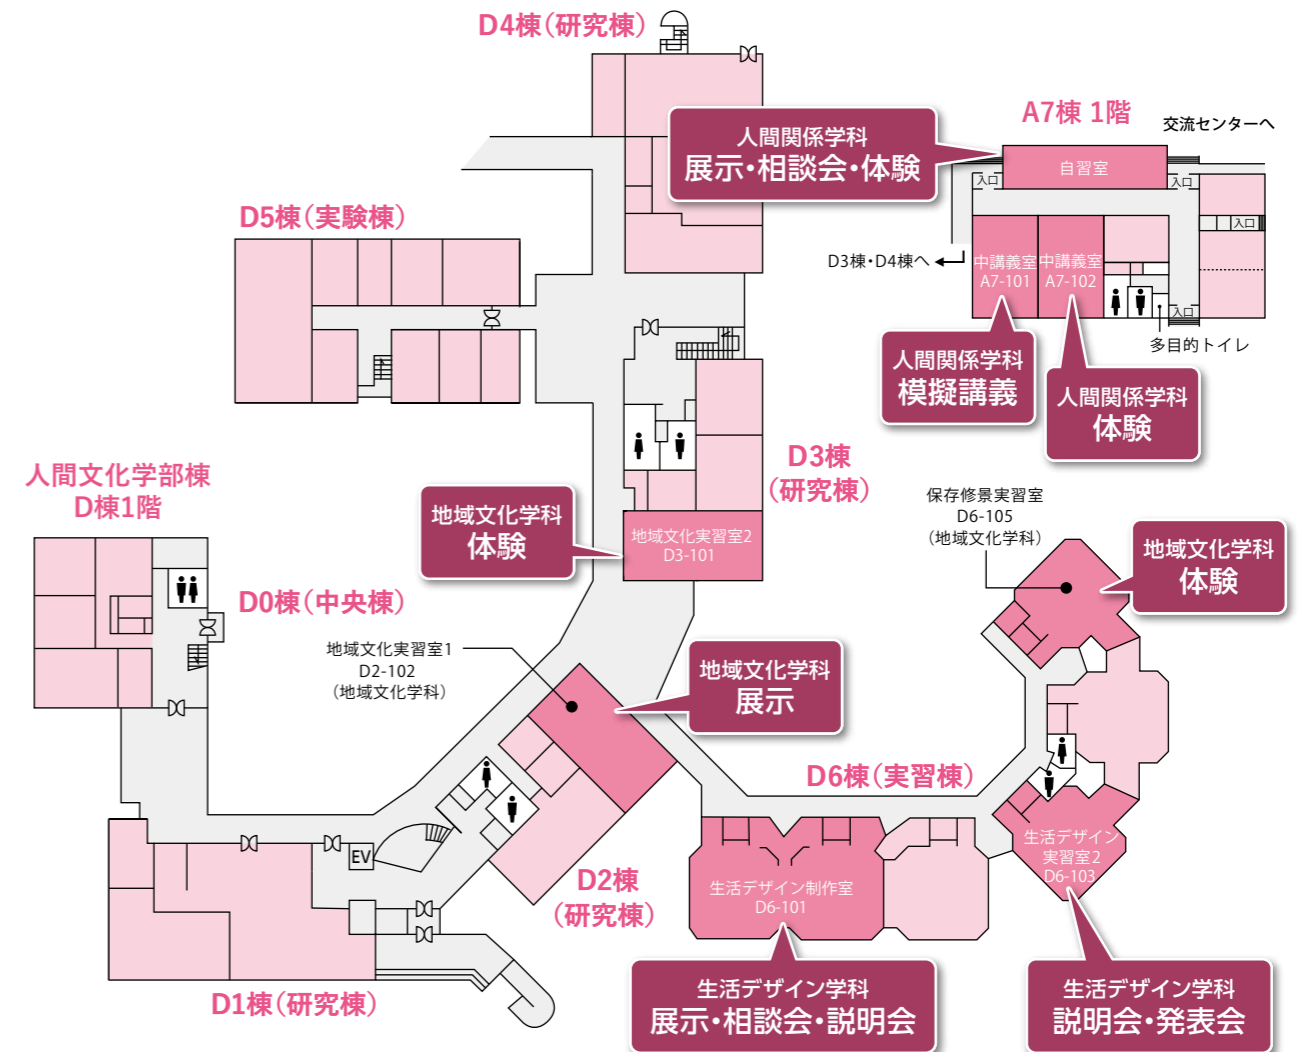 D4棟（研究棟）
A7棟 1階
交流センターへ
人間関係学科
展示・相談会・体験
自習室
入口
入口
入口
D5棟（実験棟）
D3棟・D4棟へ
中講義室
A7-101
中講義室
A7-102
入口
多目的トイレ
人間関係学科
模擬講義
人間関係学科
体験
人間文化学部棟
D棟1階
D3棟
（研究棟）
地域文化学科
体験
地域文化実習室2
D3-101
保存修景実習室
D6-105
（地域文化学科）
地域文化学科
体験
D0棟（中央棟）
地域文化実習室1
D2-102
（地域文化学科）
地域文化学科
展示
D6棟（実習棟）
EV
D2棟
（研究棟）
生活デザイン制作室
D6-101
生活デザイン
実習室2
D6-103
D1棟（研究棟）
生活デザイン学科
展示・相談会・説明会
生活デザイン学科
説明会・発表会